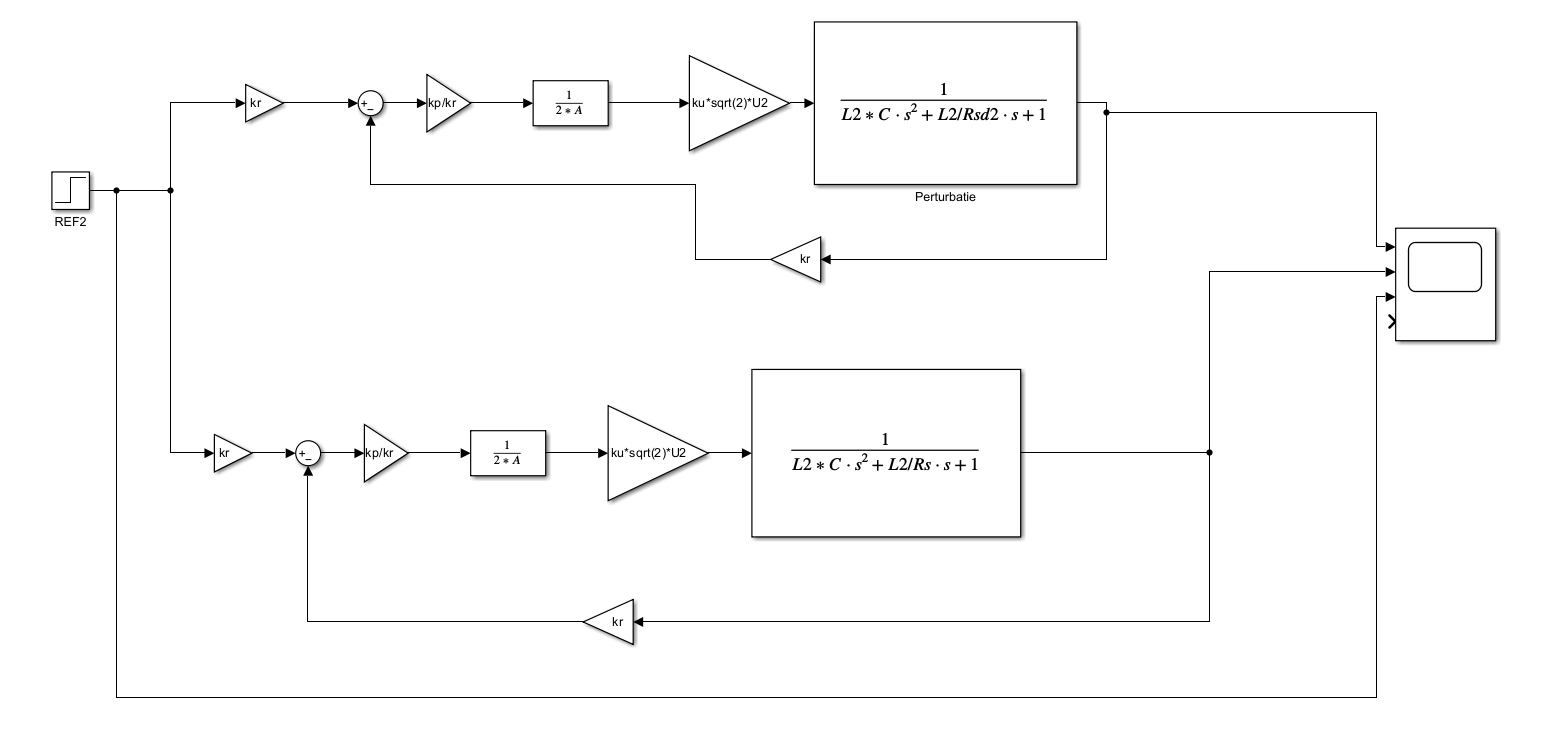 kr
+_
kp/kr
1
2 * A
ku*sqrt(2)*U2
1
L2 * C · s² + L2/Rsd2 · s + 1
Perturbatie
REF2
kr
kr
+_
kp/kr
1
2 * A
ku*sqrt(2)*U2
1
L2 * C · s² + L2/Rs · s + 1
kr